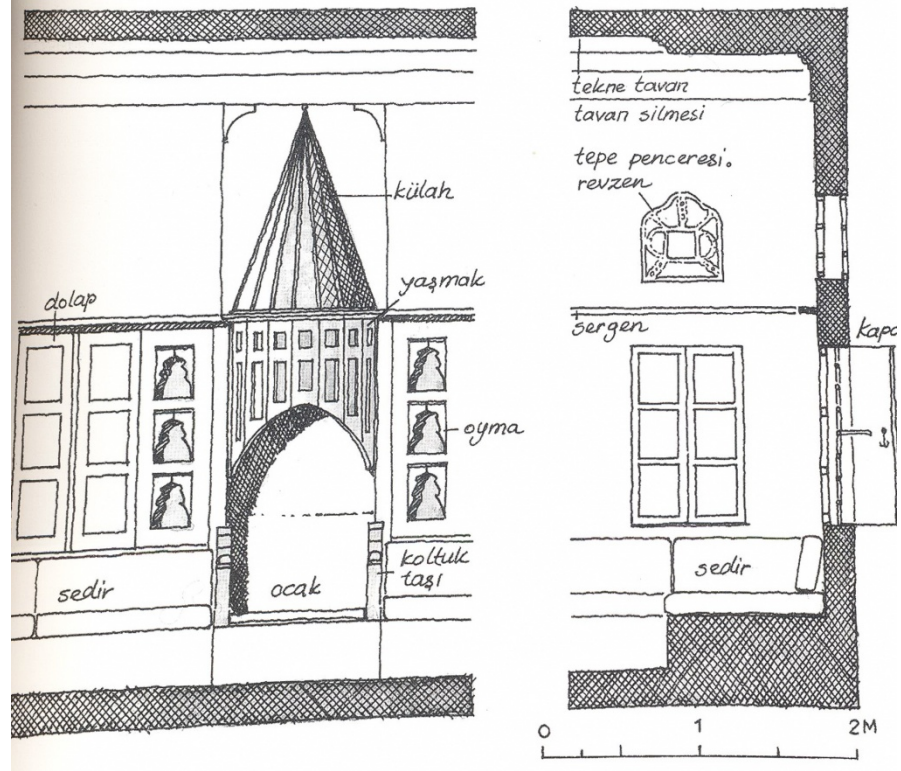 külah
yaşmak
dolap
oyma
koltuk
taşı
sedir
ocak
tekne tavan
tavan silmesi
tepe penceresi.
revzen
sergen
sedir
0 1 2M